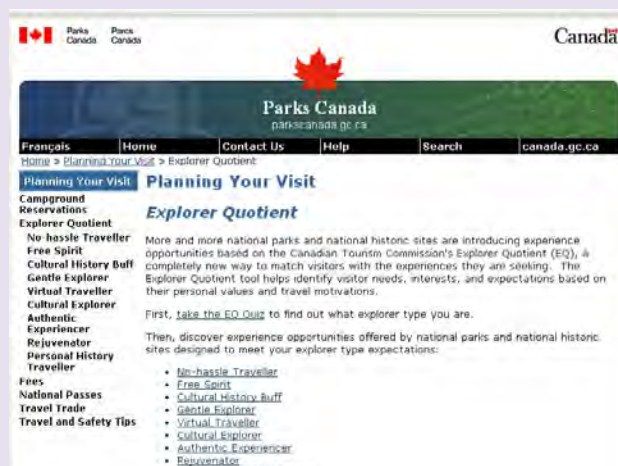 Parks Canada Parcs Canada
Canada
Parks Canada
parkscanada.gc.ca
Français Home Contact Us Help Search canada.gc.ca
Home > Planning Your Visit > Explorer Quotient
Planning Your Visit
Campground
Reservations
Explorer Quotient
No-hassle Traveller
Free Spirit
Cultural History Buff
Gentle Explorer
Virtual Traveller
Cultural Explorer
Authentic
Experiencer
Rejuvenator
Personal History
Traveller
Fees
National Passes
Travel Trade
Travel and Safety Tips
Planning Your Visit
Explorer Quotient
More and more national parks and national historic sites are introducing experience
opportunities based on the Canadian Tourism Commission's Explorer Quotient (EQ), a
completely new way to match visitors with the experiences they are seeking. The
Explorer Quotient tool helps identify visitor needs, interests, and expectations based on
their personal values and travel motivations.
First, take the EQ Quiz to find out what explorer type you are.
Then, discover experience opportunities offered by national parks and national historic
sites designed to meet your explorer type expectations:
• No-hassle Traveller
• Free Spirit
• Cultural History Buff
• Gentle Explorer
• Virtual Traveller
• Cultural Explorer
• Authentic Experiencer
• Rejuvenator